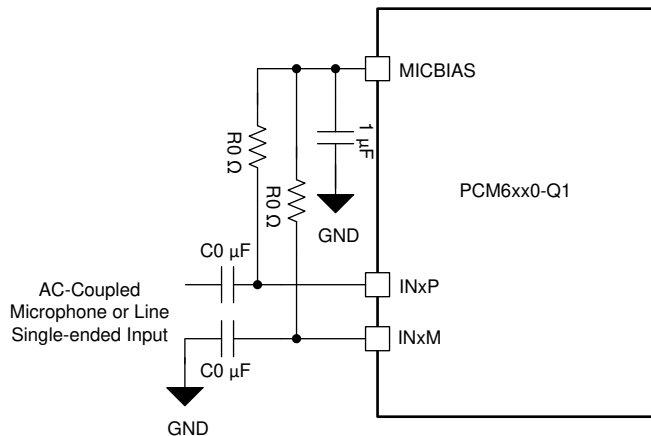 MICBIAS
R0 Ω
R0 Ω
1 µF
PCM6xx0-Q1
GND
C0 µF
AC-Coupled
Microphone or Line
Single-ended Input
INxP
INxM
C0 µF
GND